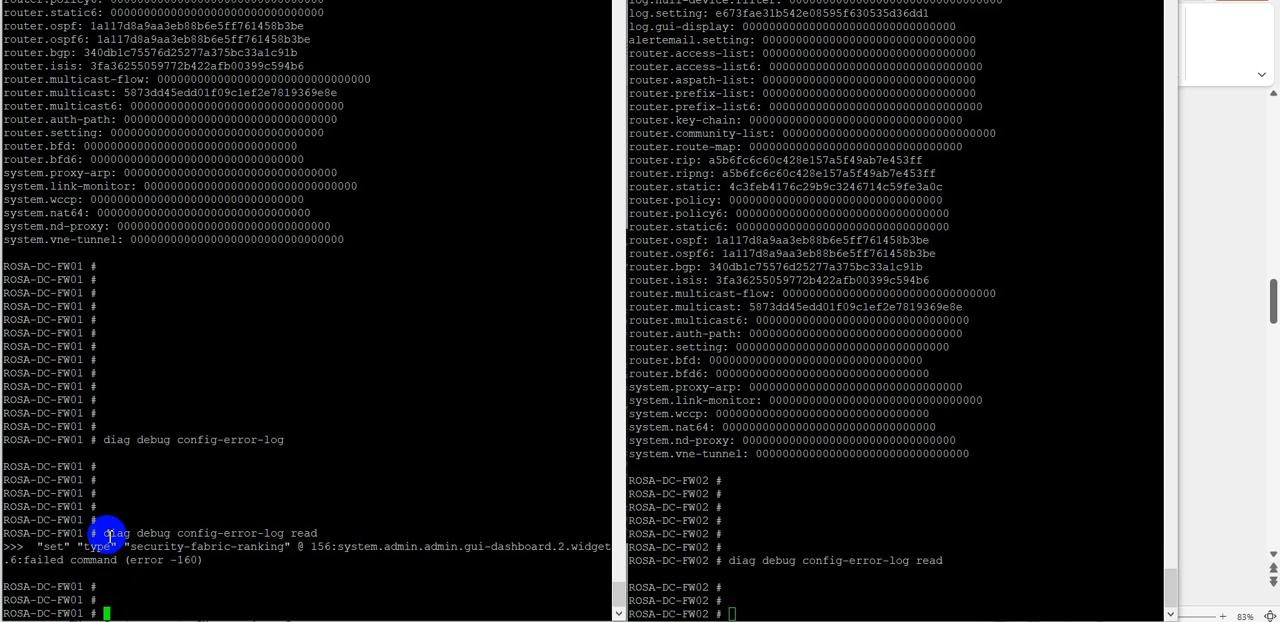 router.policy6: 00000000000000000000000000000000
router.static6: 00000000000000000000000000000000
router.ospf: 1a117d8a9aa3eb88b6e5ff761458b3be
router.ospf6: 1a117d8a9aa3eb88b6e5ff761458b3be
router.bgp: 340db1c75576d25277a375bc33a1c91b
router.isis: 3fa36255059772b422afb00399c594b6
router.multicast-flow: 00000000000000000000000000000000
router.multicast: 5873dd45edd01f09c1ef2e7819369e8e
router.multicast6: 00000000000000000000000000000000
router.auth-path: 00000000000000000000000000000000
router.setting: 00000000000000000000000000000000
router.bfd: 00000000000000000000000000000000
router.bfd6: 00000000000000000000000000000000
system.proxy-arp: 00000000000000000000000000000000
system.link-monitor: 00000000000000000000000000000000
system.wccp: 00000000000000000000000000000000
system.nat64: 00000000000000000000000000000000
system.nd-proxy: 00000000000000000000000000000000
system.vne-tunnel: 00000000000000000000000000000000
ROSA-DC-FW01 #
ROSA-DC-FW01 #
ROSA-DC-FW01 #
ROSA-DC-FW01 #
ROSA-DC-FW01 #
ROSA-DC-FW01 #
ROSA-DC-FW01 #
ROSA-DC-FW01 #
ROSA-DC-FW01 #
ROSA-DC-FW01 #
ROSA-DC-FW01 #
ROSA-DC-FW01 #
ROSA-DC-FW01 #
ROSA-DC-FW01 # diag debug config-error-log
ROSA-DC-FW01 #
ROSA-DC-FW01 #
ROSA-DC-FW01 #
ROSA-DC-FW01 #
ROSA-DC-FW01 #
ROSA-DC-FW01 # diag debug config-error-log read
>>>  "set" "type" "security-fabric-ranking" @ 156:system.admin.admin.gui-dashboard.2.widget
.6:failed command (error -160)
ROSA-DC-FW01 #
ROSA-DC-FW01 #
ROSA-DC-FW01 #
log.null-device.filter: 00000000000000000000000000000000
log.setting: e673fae31b542e08595f630535d36dd1
log.gui-display: 00000000000000000000000000000000
alertemail.setting: 00000000000000000000000000000000
router.access-list: 00000000000000000000000000000000
router.access-list6: 00000000000000000000000000000000
router.aspath-list: 00000000000000000000000000000000
router.prefix-list: 00000000000000000000000000000000
router.prefix-list6: 00000000000000000000000000000000
router.key-chain: 00000000000000000000000000000000
router.community-list: 00000000000000000000000000000000
router.route-map: 00000000000000000000000000000000
router.rip: a5b6fc6c60c428e157a5f49ab7e453ff
router.ripng: a5b6fc6c60c428e157a5f49ab7e453ff
router.static: 4c3feb4176c29b9c3246714c59fe3a0c
router.policy: 00000000000000000000000000000000
router.policy6: 00000000000000000000000000000000
router.static6: 00000000000000000000000000000000
router.ospf: 1a117d8a9aa3eb88b6e5ff761458b3be
router.ospf6: 1a117d8a9aa3eb88b6e5ff761458b3be
router.bgp: 340db1c75576d25277a375bc33a1c91b
router.isis: 3fa36255059772b422afb00399c594b6
router.multicast-flow: 00000000000000000000000000000000
router.multicast: 5873dd45edd01f09c1ef2e7819369e8e
router.multicast6: 00000000000000000000000000000000
router.auth-path: 00000000000000000000000000000000
router.setting: 00000000000000000000000000000000
router.bfd: 00000000000000000000000000000000
router.bfd6: 00000000000000000000000000000000
system.proxy-arp: 00000000000000000000000000000000
system.link-monitor: 00000000000000000000000000000000
system.wccp: 00000000000000000000000000000000
system.nat64: 00000000000000000000000000000000
system.nd-proxy: 00000000000000000000000000000000
system.vne-tunnel: 00000000000000000000000000000000
ROSA-DC-FW02 #
ROSA-DC-FW02 #
ROSA-DC-FW02 #
ROSA-DC-FW02 #
ROSA-DC-FW02 #
ROSA-DC-FW02 #
ROSA-DC-FW02 # diag debug config-error-log read
ROSA-DC-FW02 #
ROSA-DC-FW02 #
ROSA-DC-FW02 #
83%